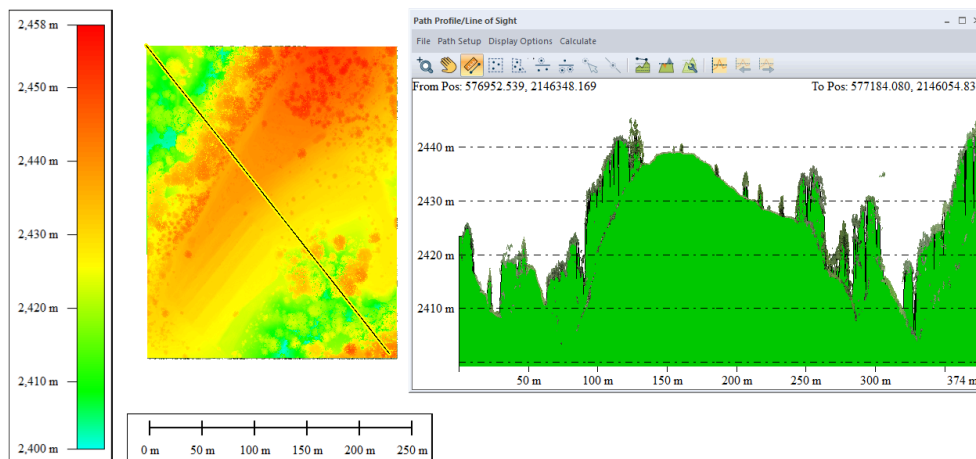 2,458 m
2,450 m
2,440 m
2,430 m
2,420 m
2,410 m
2,400 m
0 m 50 m 100 m 150 m 200 m 250 m
Path Profile/Line of Sight
File Path Setup Display Options Calculate
From Pos: 576952.539, 2146348.169 To Pos: 577184.080, 2146054.83
2440 m
2430 m
2420 m
2410 m
50 m 100 m 150 m 200 m 250 m 300 m 374 m